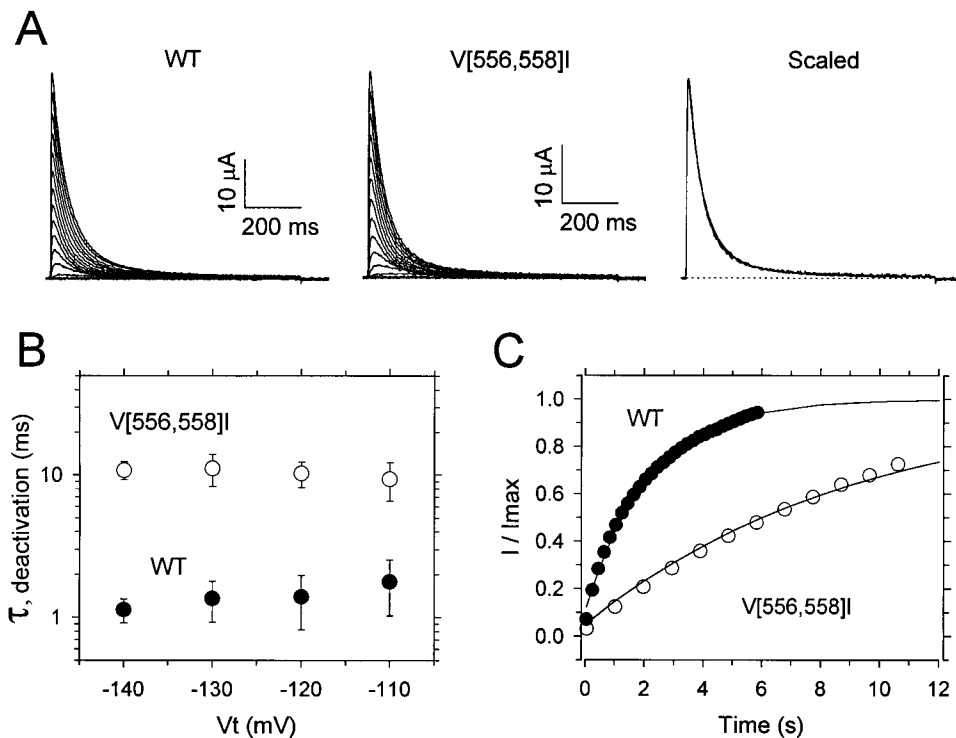 A
WT
V[556,558]I
Scaled
10 μA
200 ms
10 μA
200 ms
B
V[556,558]I
WT
τ, deactivation (ms)
10
1
-140
-130
-120
-110
Vt (mV)
C
WT
V[556,558]I
I / Imax
1.0
0.8
0.6
0.4
0.2
0.0
0
2
4
6
8
10
12
Time (s)